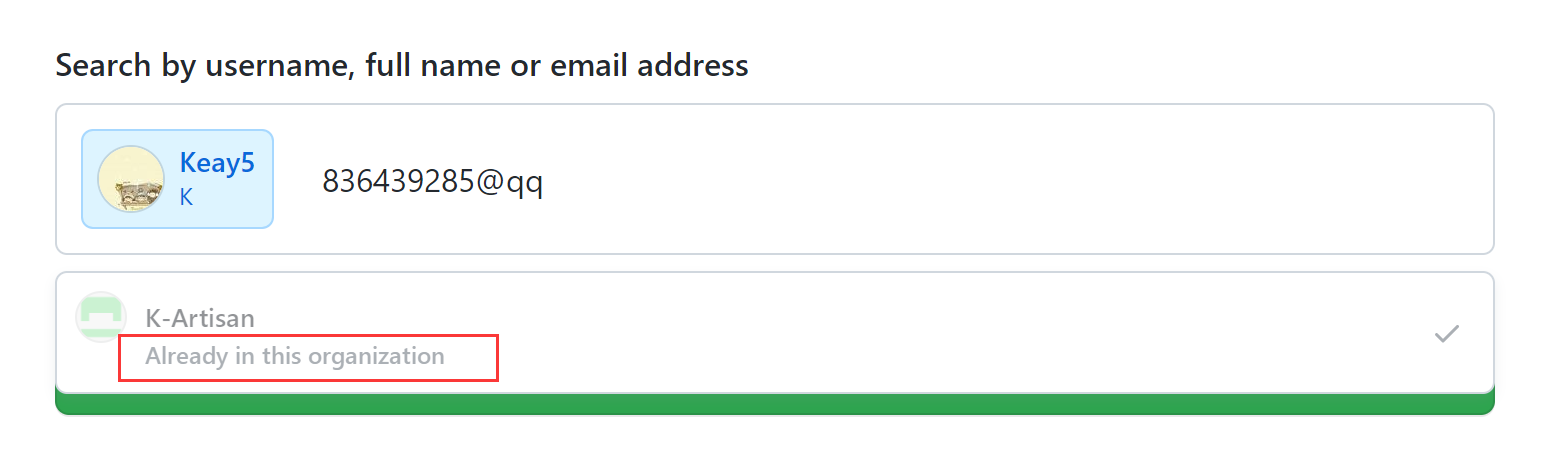 Search by username, full name or email address
Keay5
K
836439285@qq
K-Artisan
Already in this organization